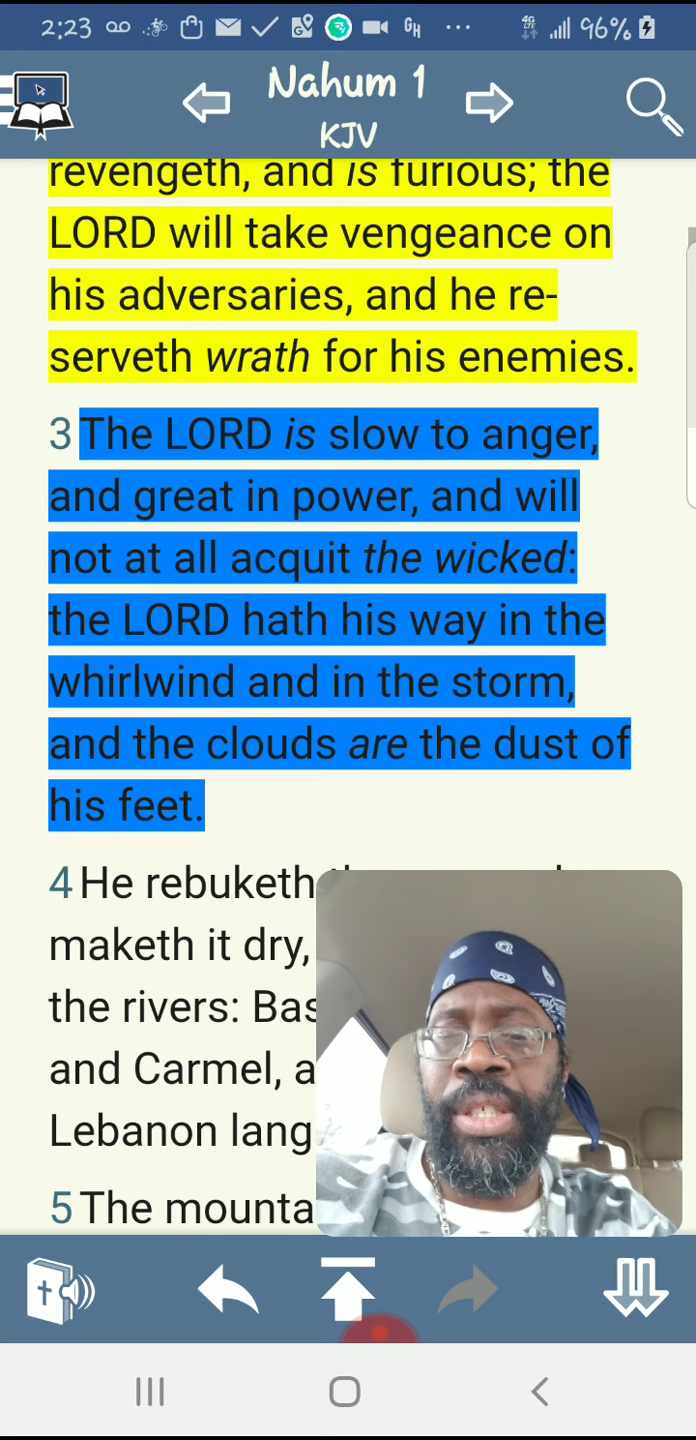 2:23
GH
4G
96%
Nahum 1
KJV
revengeth, and is furious; the
LORD will take vengeance on
his adversaries, and he re-
serveth wrath for his enemies.
3 The LORD is slow to anger,
and great in power, and will
not at all acquit the wicked:
the LORD hath his way in the
whirlwind and in the storm,
and the clouds are the dust of
his feet.
4 He rebuketh
maketh it dry,
the rivers: Bas
and Carmel, a
Lebanon lang
5 The mounta